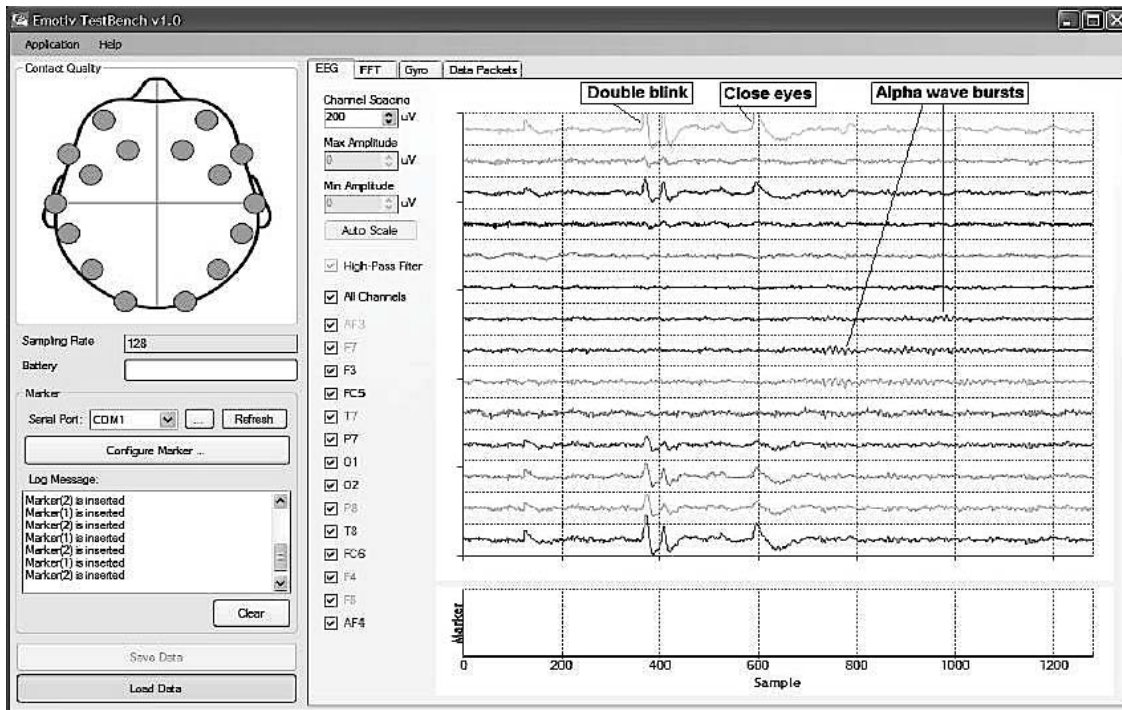 Emotiv TestBench v1.0
Application Help
Contact Quality
Sampling Rate 128
Battery
Marker
Serial Port: COM1 ... Refresh
Configure Marker ...
Log Message:
Marker(2) is inserted
Marker(1) is inserted
Marker(2) is inserted
Marker(1) is inserted
Marker(2) is inserted
Marker(1) is inserted
Marker(2) is inserted
Clear
Save Data
Load Data
EEG FFT Gyro Data Packets
Channel Spacing
200 uV
Max Amplitude
0 uV
Min Amplitude
0 uV
Auto Scale
High-Pass Filter
All Channels
AF3
F7
F3
FC5
T7
P7
O1
O2
P8
T8
FC6
F4
F8
AF4
Double blink Close eyes Alpha wave bursts
Marker
0 200 400 600 800 1000 1200
Sample